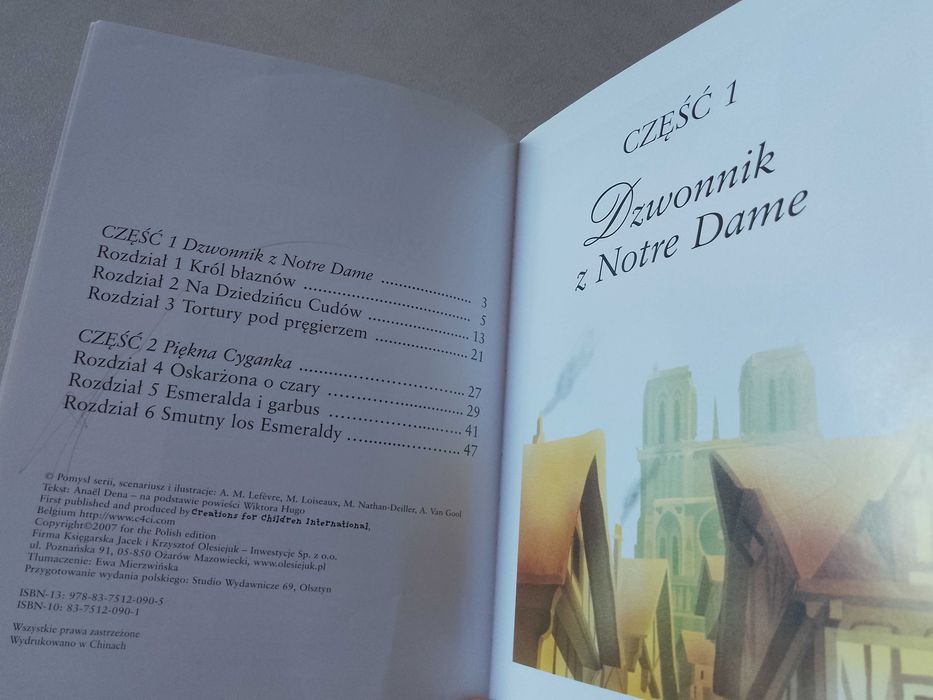 CZĘŚĆ 1 Dzwonnik z Notre Dame ........ 3
Rozdział 1 Król błaznów ........ 5
Rozdział 2 Na Dziedzińcu Cudów ........ 13
Rozdział 3 Tortury pod pręgierzem ........ 21
CZĘŚĆ 2 Piękna Cyganka ........ 27
Rozdział 4 Oskarżona o czary ........ 29
Rozdział 5 Esmeralda i garbus ........ 41
Rozdział 6 Smutny los Esmeraldy ........ 47
© Pomysł serii, scenariusz i ilustracje: A. M. Lefèvre, M. Loiseaux, M. Nathan-Deiller, A. Van Gool
Tekst: Anaël Dena – na podstawie powieści Wiktora Hugo
First published and produced by Creations for Children International,
Belgium http://www.c4ci.com
Copyright©2007 for the Polish edition
Firma Księgarska Jacek i Krzysztof Olesiejuk – Inwestycje Sp. z o.o.
ul. Poznańska 91, 05-850 Ożarów Mazowiecki, www.olesiejuk.pl
Tłumaczenie: Ewa Mierzwińska
Przygotowanie wydania polskiego: Studio Wydawnicze 69, Olsztyn
ISBN-13: 978-83-7512-090-5
ISBN-10: 83-7512-090-1
Wszystkie prawa zastrzeżone
Wydrukowano w Chinach
CZĘŚĆ 1
Dzwonnik
z Notre Dame